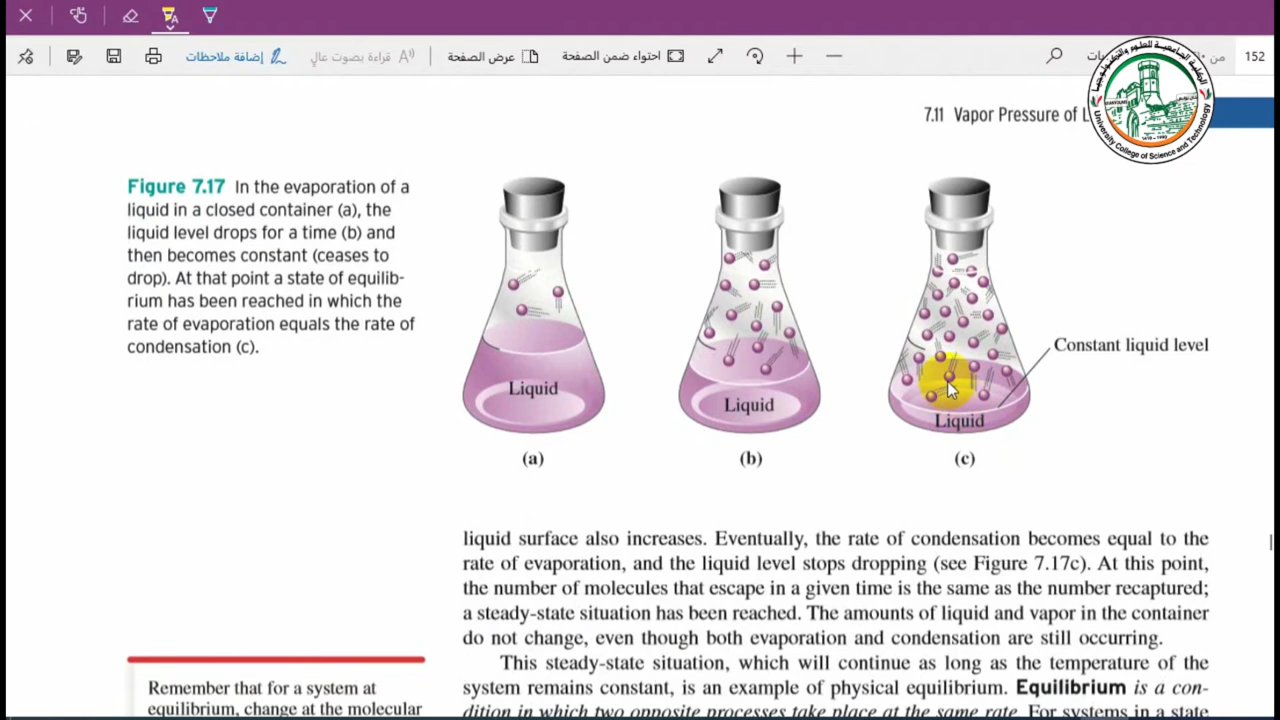 إضافة ملاحظات
قراءة بصوت عالٍ
عرض الصفحة
احتواء ضمن الصفحة
من
152
7.11 Vapor Pressure of L
University College of Science and Technology
Figure 7.17 In the evaporation of a
liquid in a closed container (a), the
liquid level drops for a time (b) and
then becomes constant (ceases to
drop). At that point a state of equilib-
rium has been reached in which the
rate of evaporation equals the rate of
condensation (c).
Liquid
Liquid
Liquid
Constant liquid level
(a)
(b)
(c)
liquid surface also increases. Eventually, the rate of condensation becomes equal to the
rate of evaporation, and the liquid level stops dropping (see Figure 7.17c). At this point,
the number of molecules that escape in a given time is the same as the number recaptured;
a steady-state situation has been reached. The amounts of liquid and vapor in the container
do not change, even though both evaporation and condensation are still occurring.
This steady-state situation, which will continue as long as the temperature of the
system remains constant, is an example of physical equilibrium. Equilibrium is a con-
dition in which two opposite processes take place at the same rate. For systems in a state
Remember that for a system at
equilibrium, change at the molecular